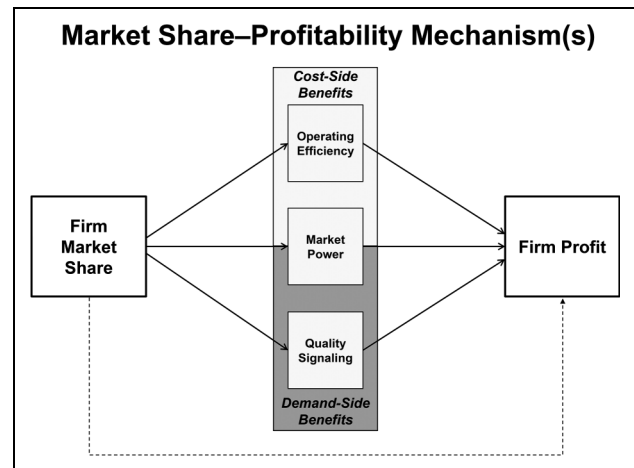 Market Share–Profitability Mechanism(s)
Cost-Side
Benefits
Operating
Efficiency
Firm
Market
Share
Market
Power
Firm Profit
Quality
Signaling
Demand-Side
Benefits